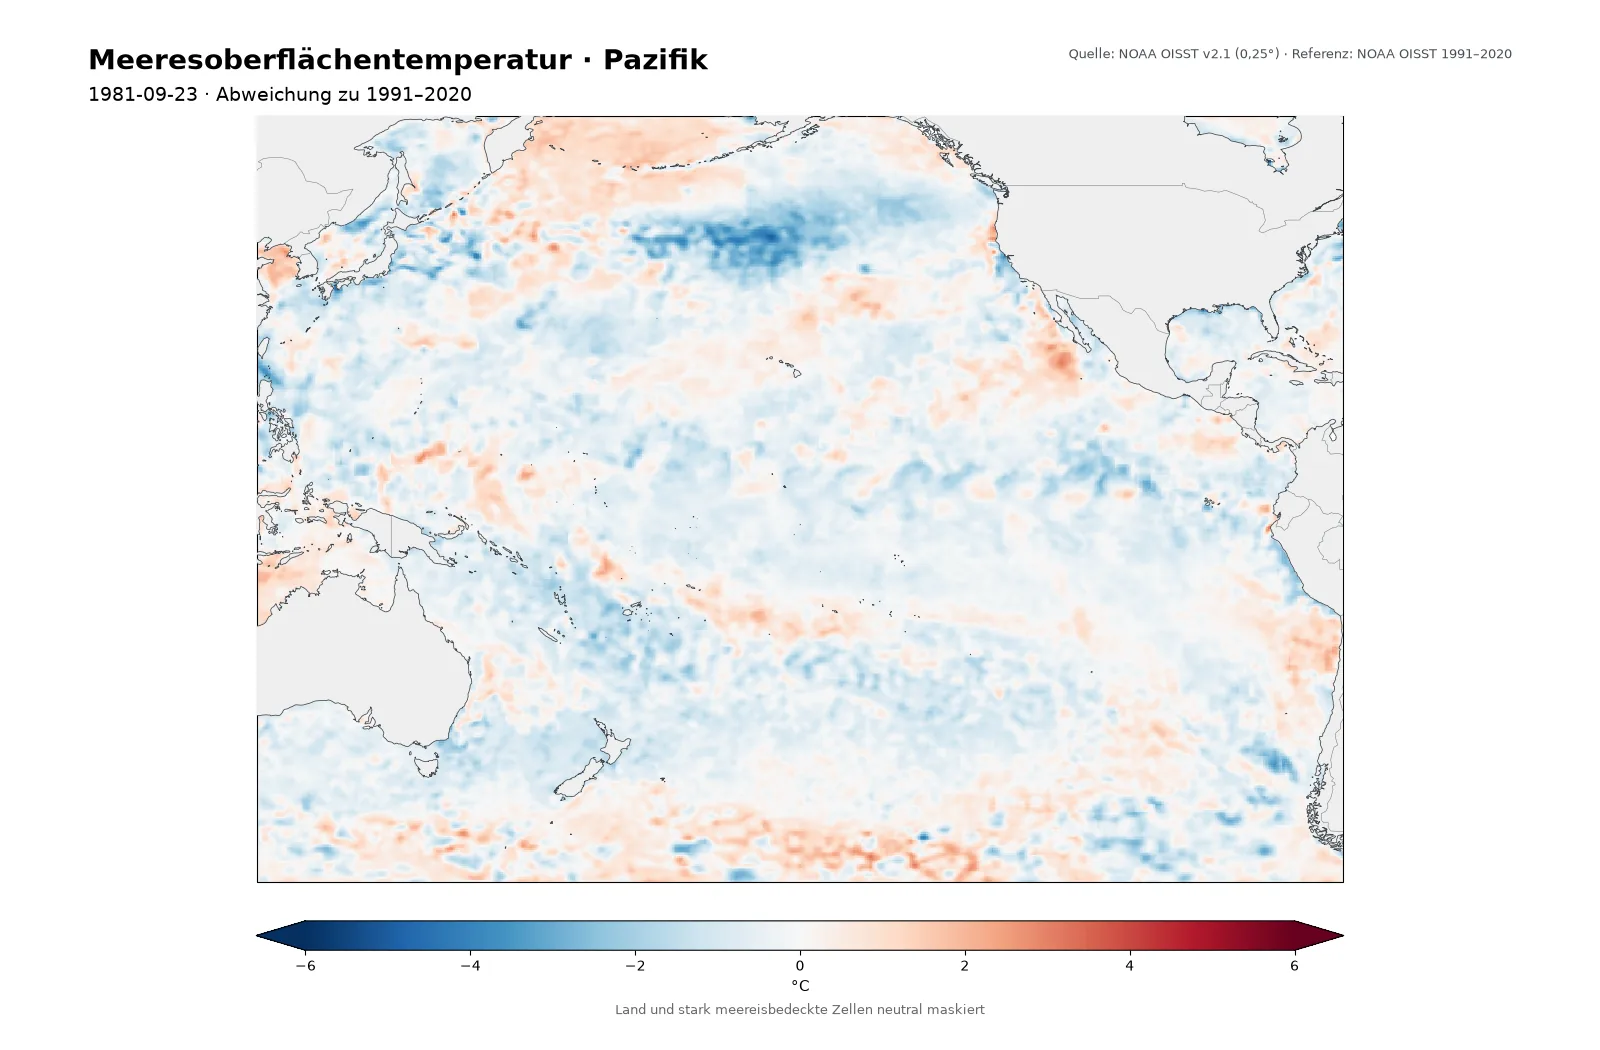 Meeresoberflächentemperatur · Pazifik
Quelle: NOAA OISST v2.1 (0,25°) · Referenz: NOAA OISST 1991–2020
1981-09-23 · Abweichung zu 1991–2020
−6 −4 −2 0 2 4 6
°C
Land und stark meereisbedeckte Zellen neutral maskiert